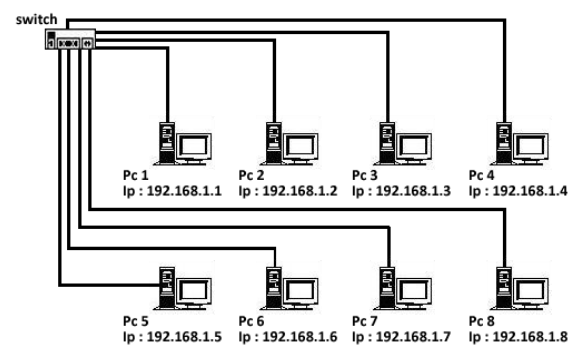 switch
Pc 1
Ip : 192.168.1.1
Pc 2
Ip : 192.168.1.2
Pc 3
Ip : 192.168.1.3
Pc 4
Ip : 192.168.1.4
Pc 5
Ip : 192.168.1.5
Pc 6
Ip : 192.168.1.6
Pc 7
Ip : 192.168.1.7
Pc 8
Ip : 192.168.1.8